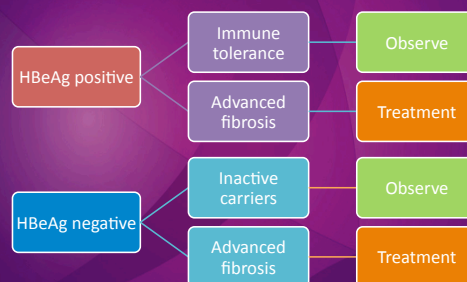 HBeAg positive
Immune
tolerance
Observe
Advanced
fibrosis
Treatment
HBeAg negative
Inactive
carriers
Observe
Advanced
fibrosis
Treatment